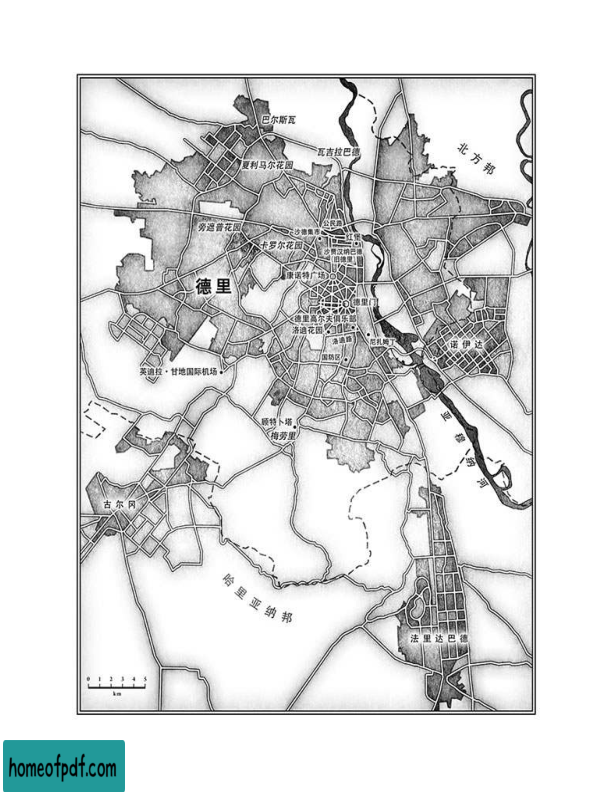 巴尔斯瓦
瓦吉拉巴德
北方邦
夏利马尔花园
旁遮普花园
公民路
沙德集市
红堡
卡罗尔花园
沙贾汉纳巴德
旧德里
康诺特广场
德里
德里门
德里高尔夫俱乐部
洛迪花园
洛迪路
尼扎姆丁
诺伊达
国防区
英迪拉·甘地国际机场
顾特卜塔
梅劳里
亚穆纳河
古尔冈
哈里亚纳邦
法里达巴德
0 1 2 3 4 5
km
homeofpdf.com